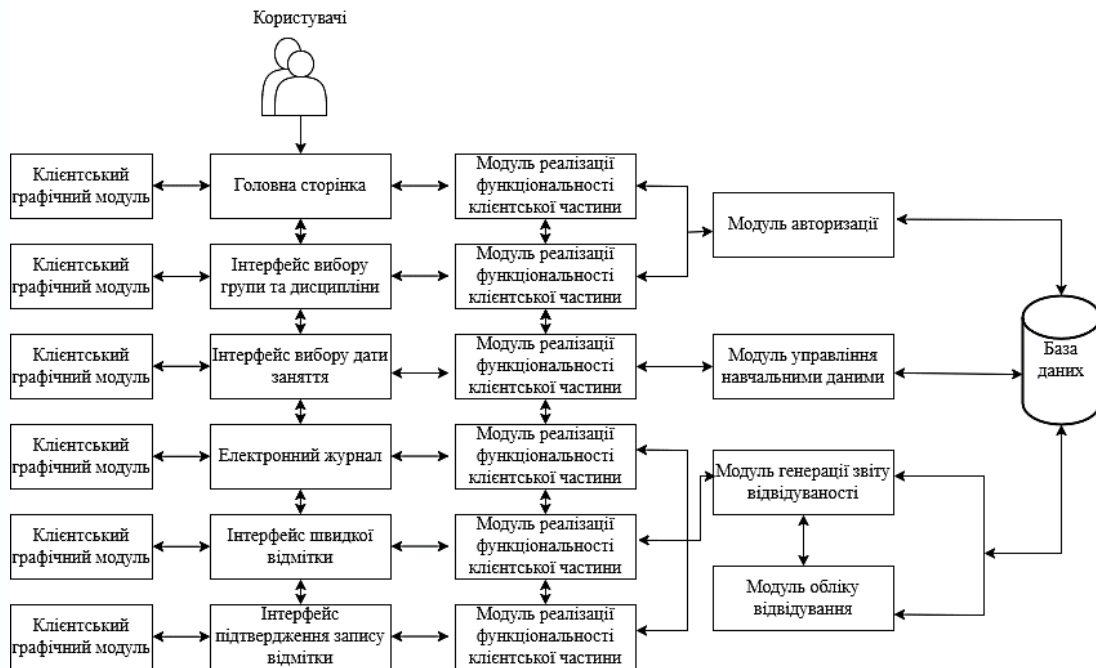 Користувачі
Клієнтський
графічний модуль
Головна сторінка
Модуль реалізації
функціональності
клієнтської частини
Модуль авторизації
Клієнтський
графічний модуль
Інтерфейс вибору
групи та дисципліни
Модуль реалізації
функціональності
клієнтської частини
Клієнтський
графічний модуль
Інтерфейс вибору дати
заняття
Модуль реалізації
функціональності
клієнтської частини
Модуль управління
навчальними даними
База
даних
Клієнтський
графічний модуль
Електронний журнал
Модуль реалізації
функціональності
клієнтської частини
Модуль генерації звіту
відвідуваності
Клієнтський
графічний модуль
Інтерфейс швидкої
відмітки
Модуль реалізації
функціональності
клієнтської частини
Модуль обліку
відвідування
Клієнтський
графічний модуль
Інтерфейс
підтвердження запису
відмітки
Модуль реалізації
функціональності
клієнтської частини